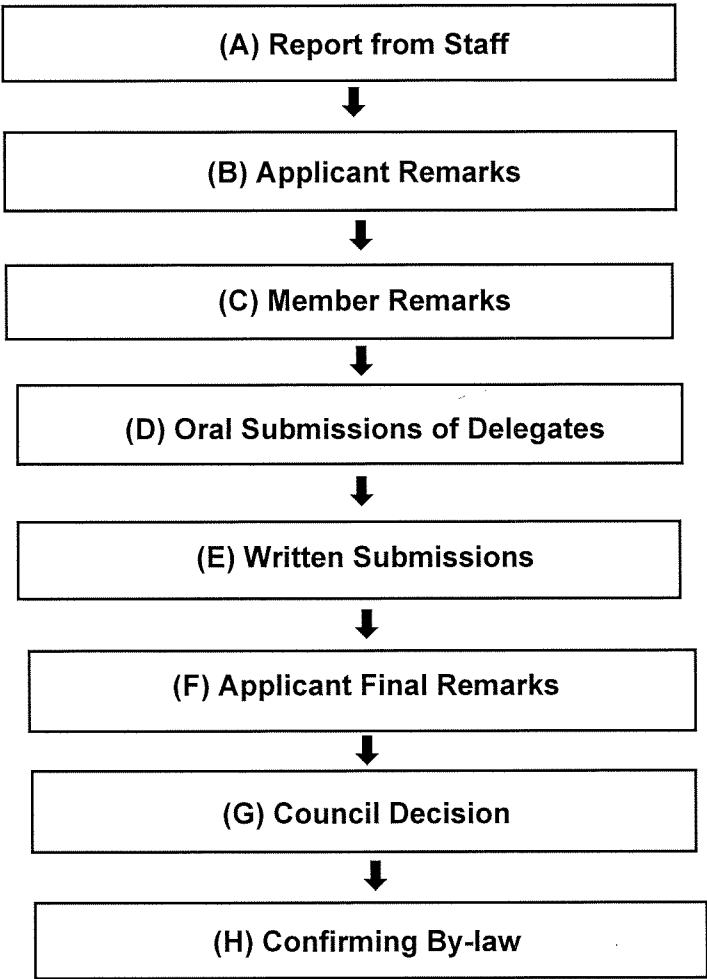 (A) Report from Staff
(B) Applicant Remarks
(C) Member Remarks
(D) Oral Submissions of Delegates
(E) Written Submissions
(F) Applicant Final Remarks
(G) Council Decision
(H) Confirming By-law